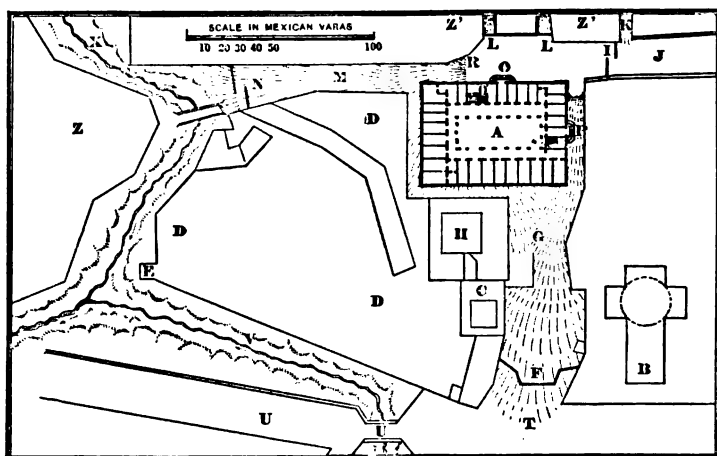 SCALE IN MEXICAN VARAS
10 20 30 40 50 100
Z' Z' K
L L
X I J
R O
N M
Z D A P
D H G
E
D C
B
F
T
U
U